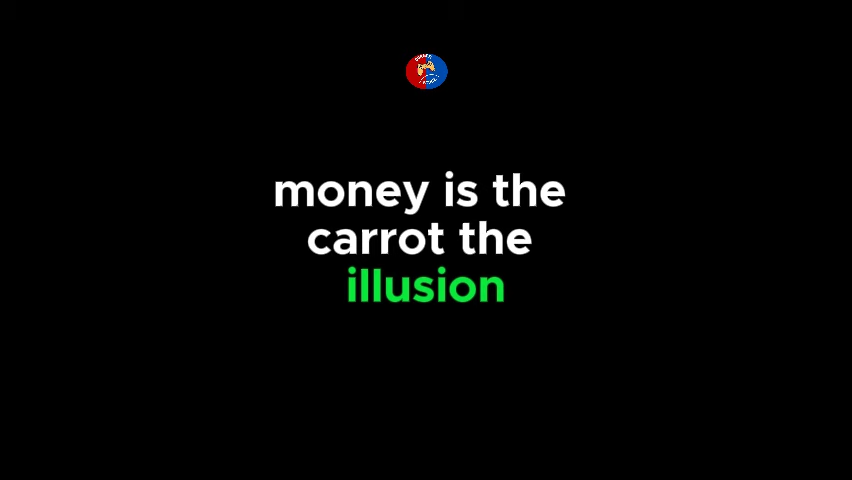 money is the
carrot the
illusion